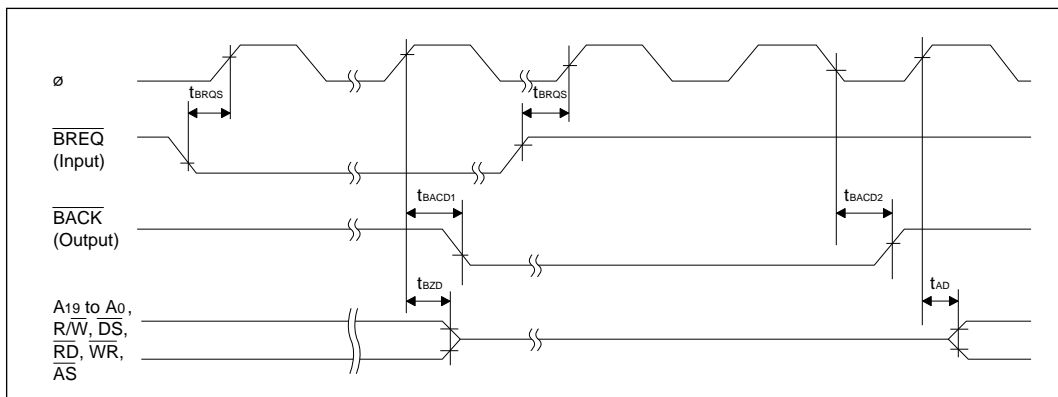 ø
tBRQS tBRQS
BREQ
(Input)
tBACD1 tBACD2
BACK
(Output)
tBZD tAD
A19 to A0,
R/W, DS,
RD, WR,
AS